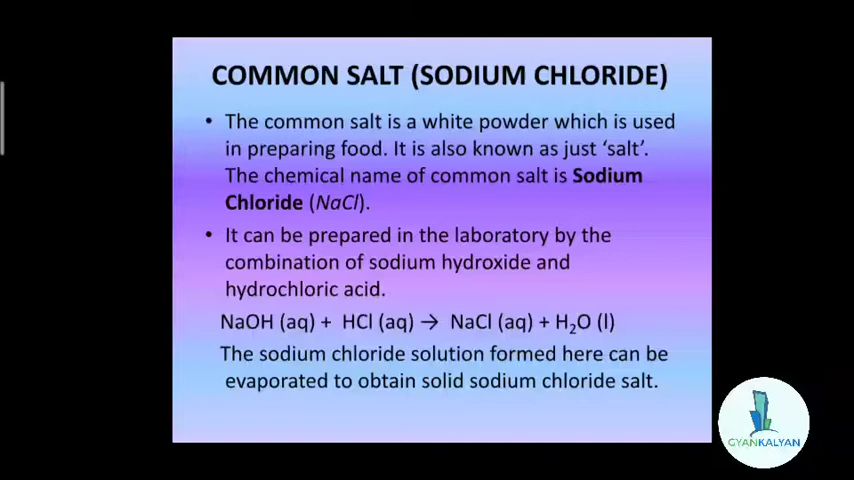 COMMON SALT (SODIUM CHLORIDE)
• The common salt is a white powder which is used
in preparing food. It is also known as just ‘salt’.
The chemical name of common salt is Sodium
Chloride (NaCl).
• It can be prepared in the laboratory by the
combination of sodium hydroxide and
hydrochloric acid.
NaOH (aq) + HCl (aq) → NaCl (aq) + H₂O (l)
The sodium chloride solution formed here can be
evaporated to obtain solid sodium chloride salt.
GYANKALYAN